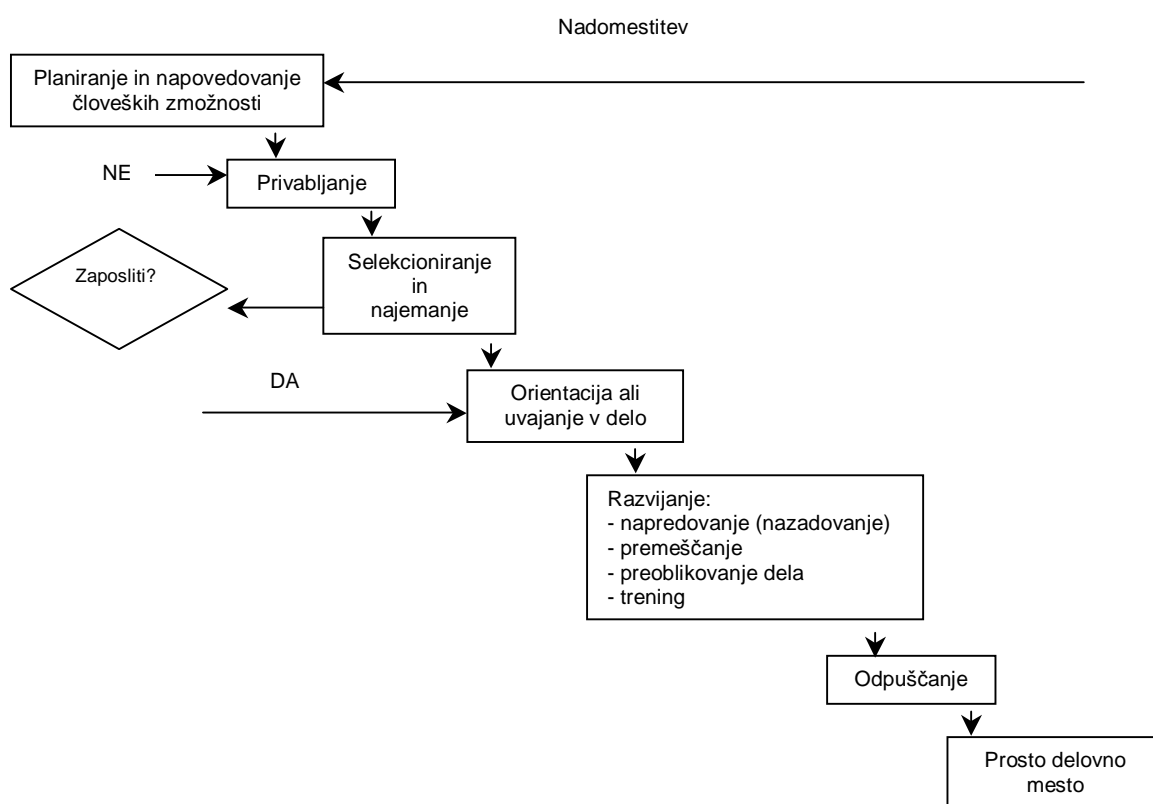 Nadomestitev
Planiranje in napovedovanje
človeških zmožnosti
NE
Privabljanje
Zaposliti?
Selekcioniranje
in
najemanje
DA
Orientacija ali
uvajanje v delo
Razvijanje:
- napredovanje (nazadovanje)
- premeščanje
- preoblikovanje dela
- trening
Odpuščanje
Prosto delovno
mesto